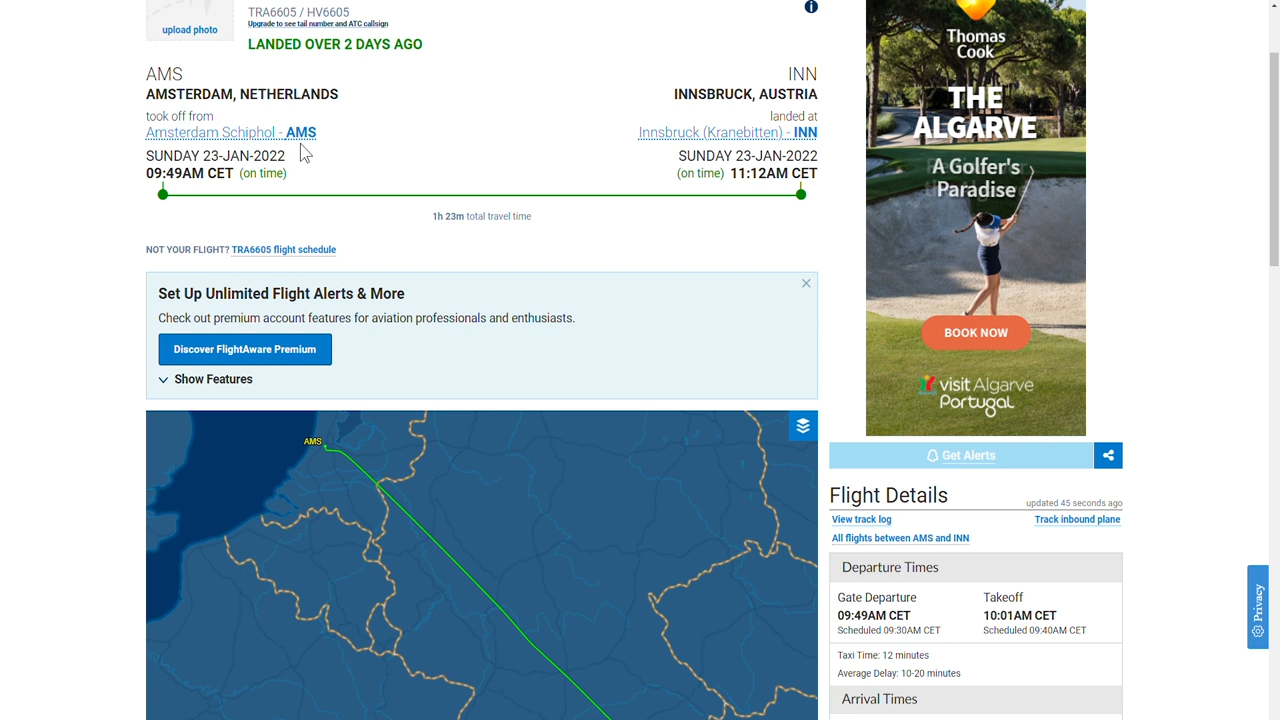 upload photo
TRA6605 / HV6605
Upgrade to see tail number and ATC callsign
LANDED OVER 2 DAYS AGO
i
AMS
INN
AMSTERDAM, NETHERLANDS
INNSBRUCK, AUSTRIA
took off from
landed at
Amsterdam Schiphol - AMS
Innsbruck (Kranebitten) - INN
SUNDAY 23-JAN-2022
SUNDAY 23-JAN-2022
09:49AM CET (on time)
(on time) 11:12AM CET
1h 23m total travel time
NOT YOUR FLIGHT? TRA6605 flight schedule
Set Up Unlimited Flight Alerts & More
Check out premium account features for aviation professionals and enthusiasts.
Discover FlightAware Premium
Show Features
AMS
Thomas
Cook
THE
ALGARVE
A Golfer's
Paradise
BOOK NOW
visit Algarve
Portugal
Get Alerts
Flight Details
updated 45 seconds ago
View track log
Track inbound plane
All flights between AMS and INN
Departure Times
Gate Departure
Takeoff
09:49AM CET
10:01AM CET
Scheduled 09:30AM CET
Scheduled 09:40AM CET
Taxi Time: 12 minutes
Average Delay: 10-20 minutes
Arrival Times
Privacy